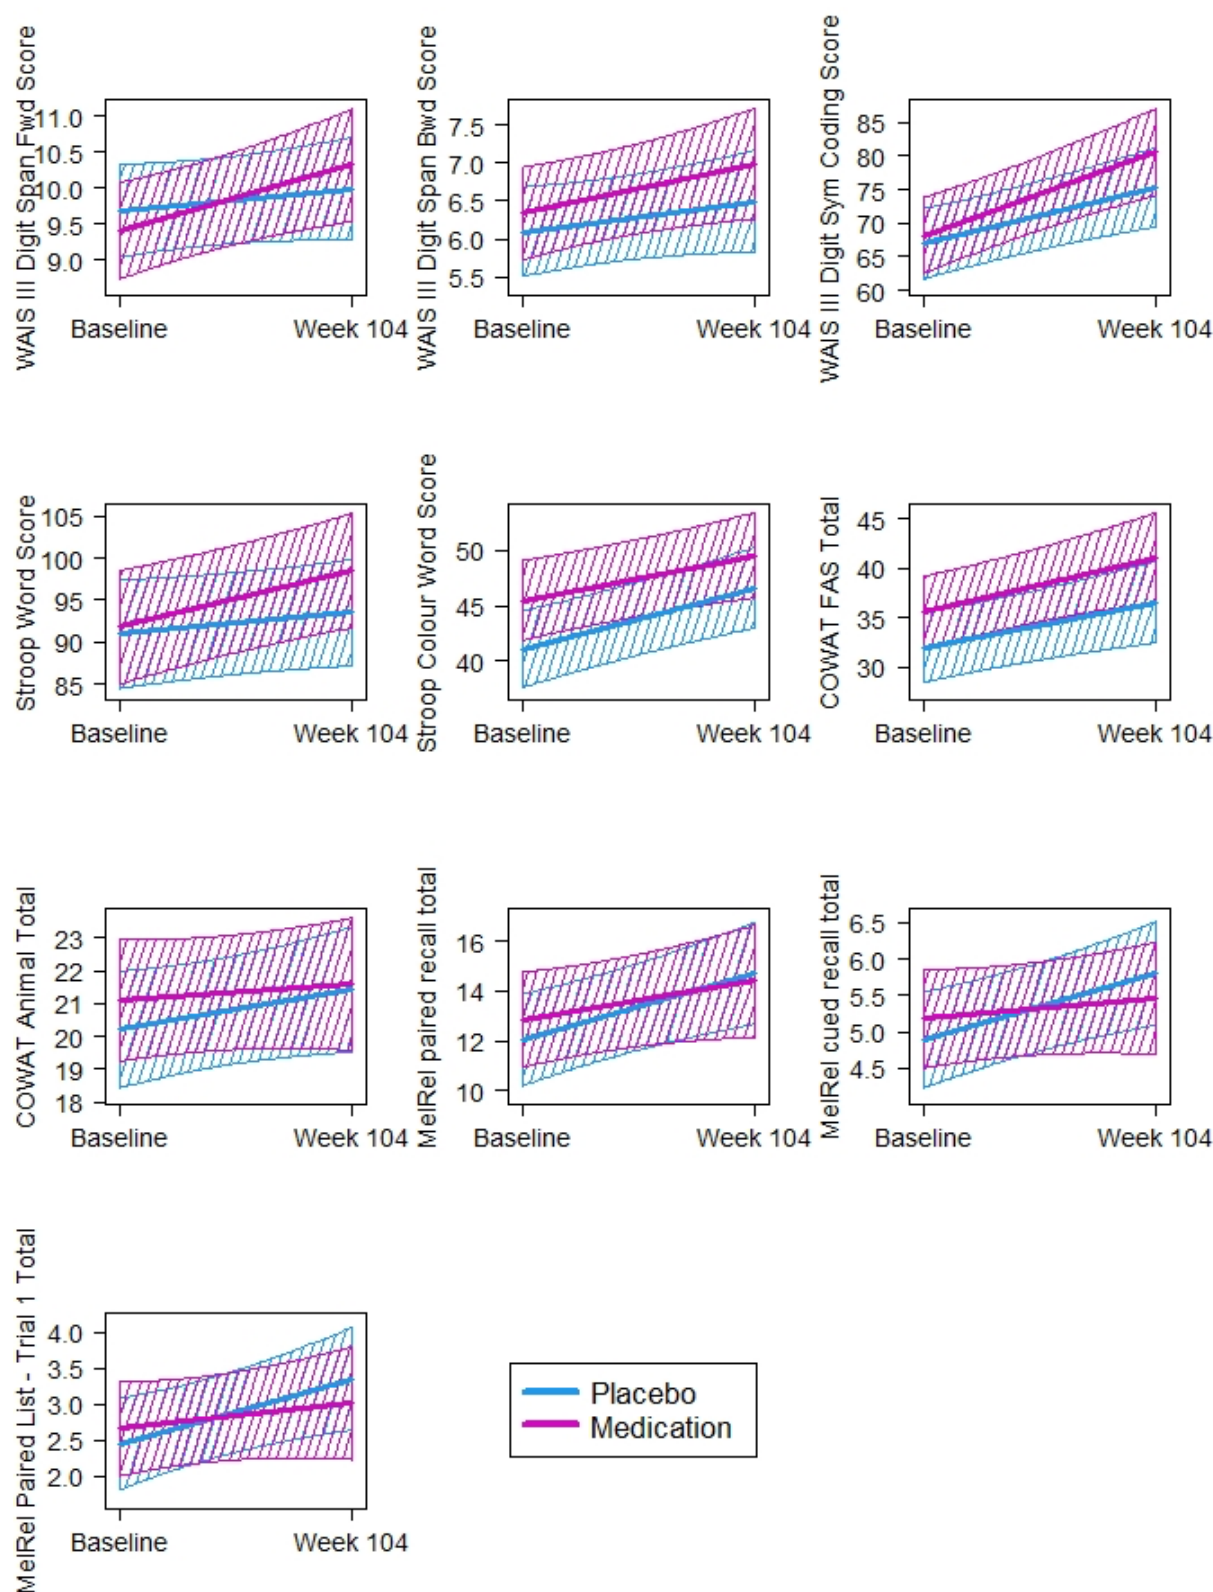 WAIS III Digit Span Fwd Score
11.0
10.5
10.0
9.5
9.0
Baseline Week 104
WAIS III Digit Span Bwd Score
7.5
7.0
6.5
6.0
5.5
Baseline Week 104
WAIS III Digit Sym Coding Score
85
80
75
70
65
60
Baseline Week 104
Stroop Word Score
105
100
95
90
85
Baseline Week 104
Stroop Colour Word Score
50
45
40
Baseline Week 104
COWAT FAS Total
45
40
35
30
Baseline Week 104
COWAT Animal Total
23
22
21
20
19
18
Baseline Week 104
MelRel paired recall total
16
14
12
10
Baseline Week 104
MelRel cued recall total
6.5
6.0
5.5
5.0
4.5
Baseline Week 104
MelRel Paired List - Trial 1 Total
4.0
3.5
3.0
2.5
2.0
Baseline Week 104
Placebo
Medication